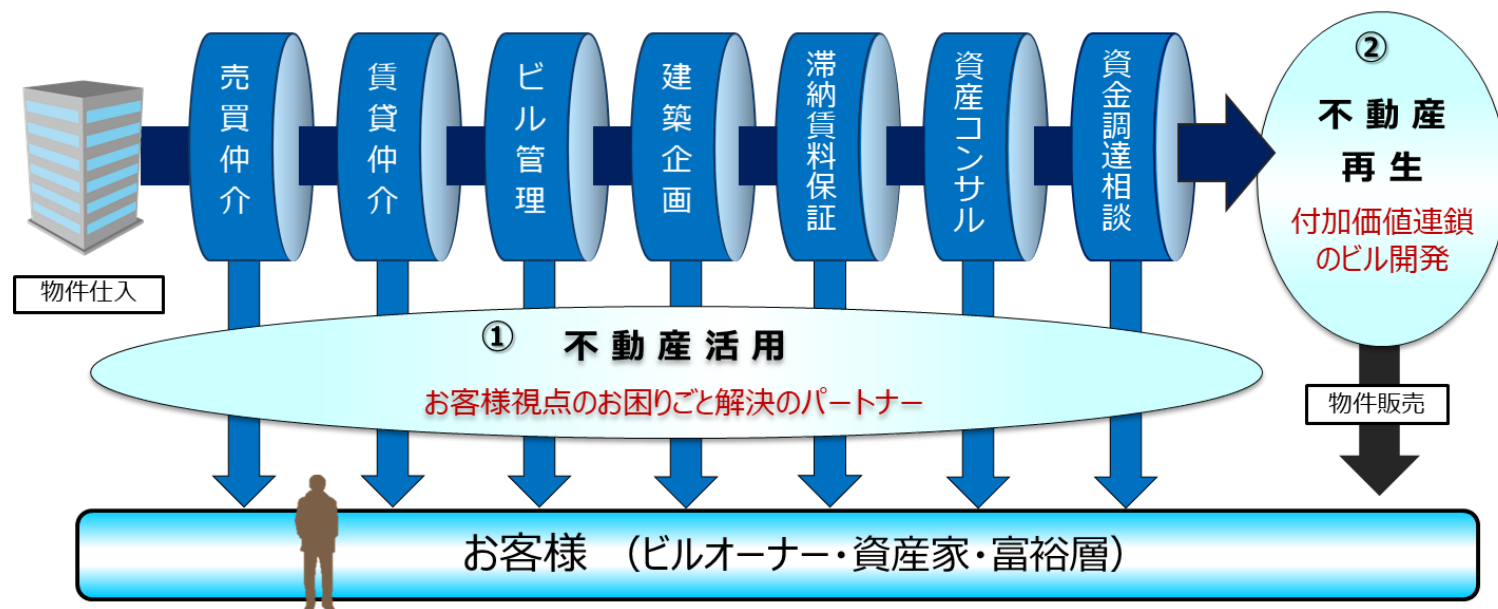 売買仲介
賃貸仲介
ビル管理
建築企画
滞納賃料保証
資産コンサル
資金調達相談
②
不動産
再生
付加価値連鎖
のビル開発
物件仕入
① 不動産活用
お客様視点のお困りごと解決のパートナー
物件販売
お客様 （ビルオーナー・資産家・富裕層）